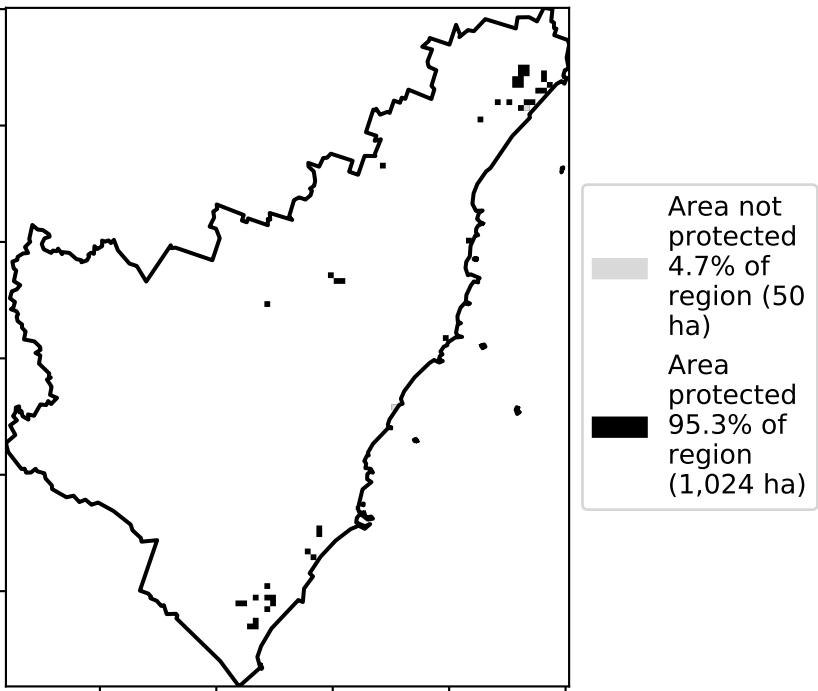 Area not
protected
4.7% of
region (50
ha)
Area
protected
95.3% of
region
(1,024 ha)